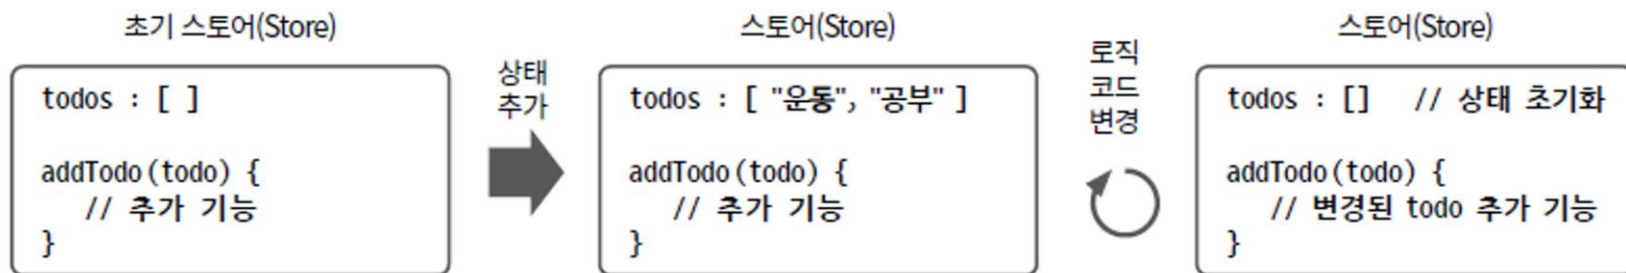 초기 스토어(Store)
todos : [ ]
addTodo(todo) {
// 추가 기능
}
상태
추가
스토어(Store)
todos : [ "운동", "공부" ]
addTodo(todo) {
// 추가 기능
}
로직
코드
변경
스토어(Store)
todos : [] // 상태 초기화
addTodo(todo) {
// 변경된 todo 추가 기능
}